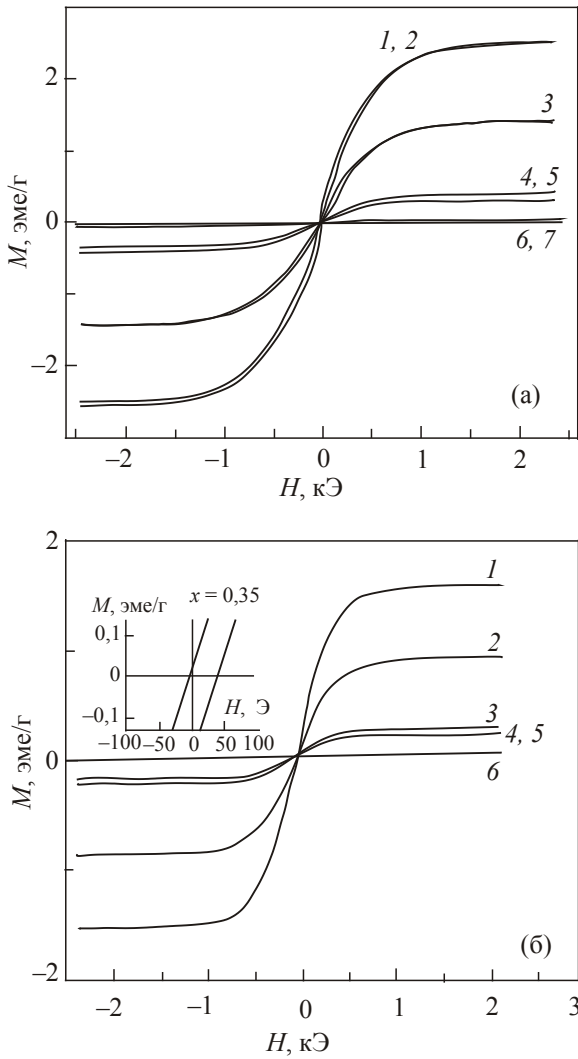 2
1, 2
3
4, 5
0
6, 7
M, эме/г
–2
(а)
–2 –1 0 1 2
H, кЭ
2
1
M, эме/г x = 0,35
0,1
0
–0,1
H, Э
–100 –50 0 50 100
2
3
4, 5
6
0
M, эме/г
–2
(б)
–2 –1 0 1 2 3
H, кЭ